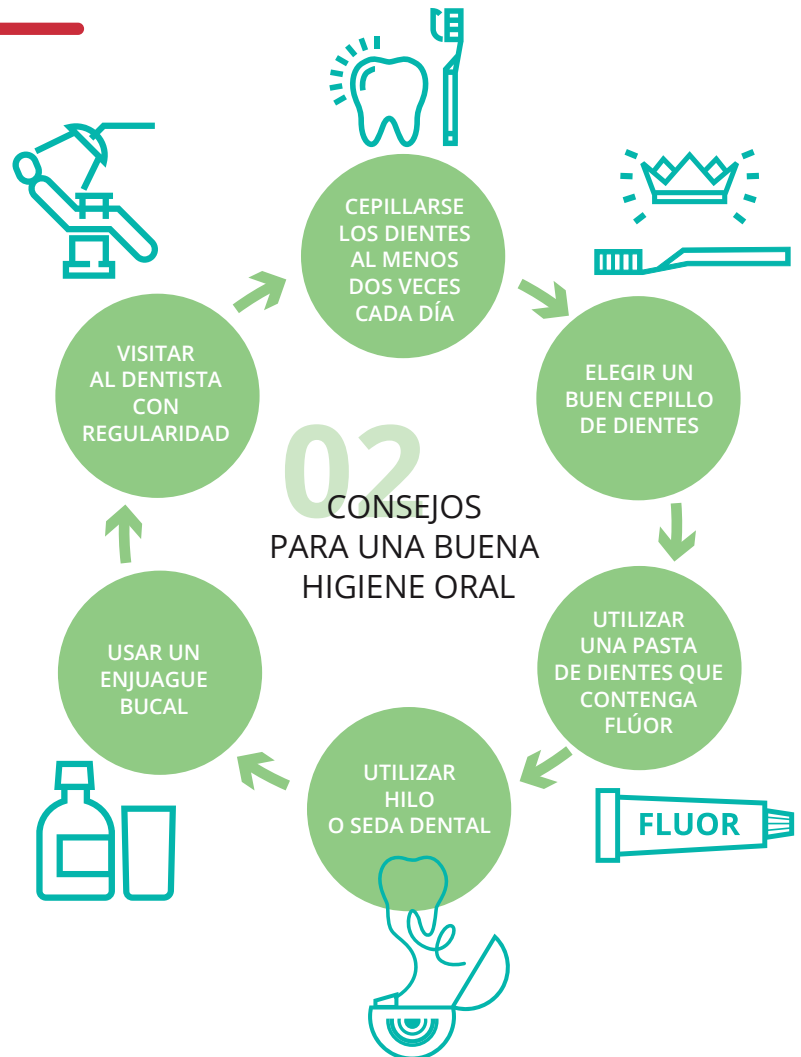 CEPILLARSE
LOS DIENTES
AL MENOS
DOS VECES
CADA DÍA
ELEGIR UN
BUEN CEPILLO
DE DIENTES
UTILIZAR
UNA PASTA
DE DIENTES QUE
CONTENGA
FLÚOR
FLUOR
UTILIZAR
HILO
O SEDA DENTAL
USAR UN
ENJUAGUE
BUCAL
VISITAR
AL DENTISTA
CON
REGULARIDAD
02
CONSEJOS
PARA UNA BUENA
HIGIENE ORAL